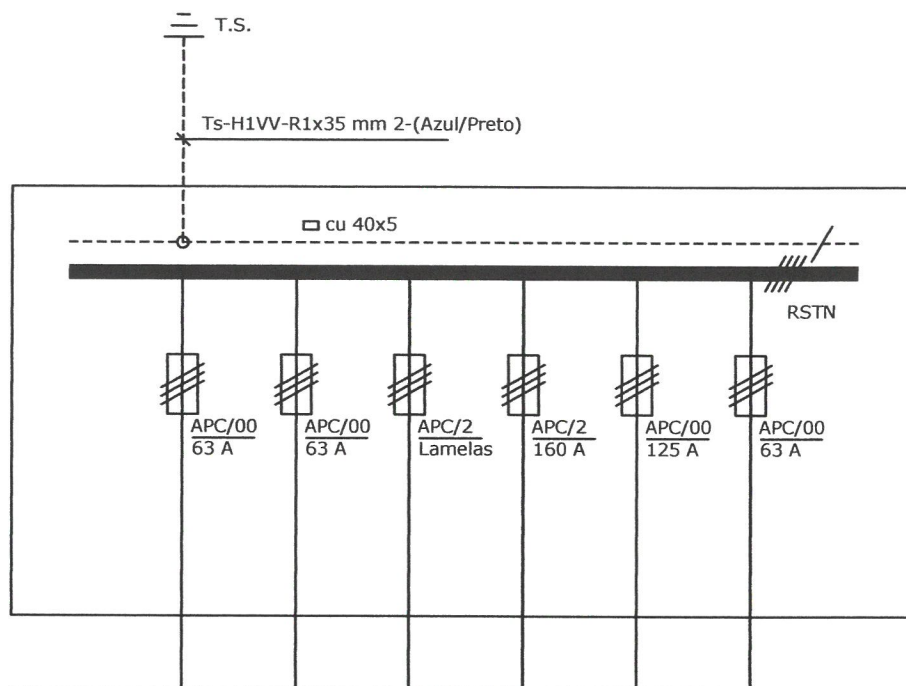 T.S.
Ts-H1VV-R1x35 mm 2-(Azul/Preto)
cu 40x5
RSTN
APC/00
63 A
APC/00
63 A
APC/2
Lamelas
APC/2
160 A
APC/00
125 A
APC/00
63 A